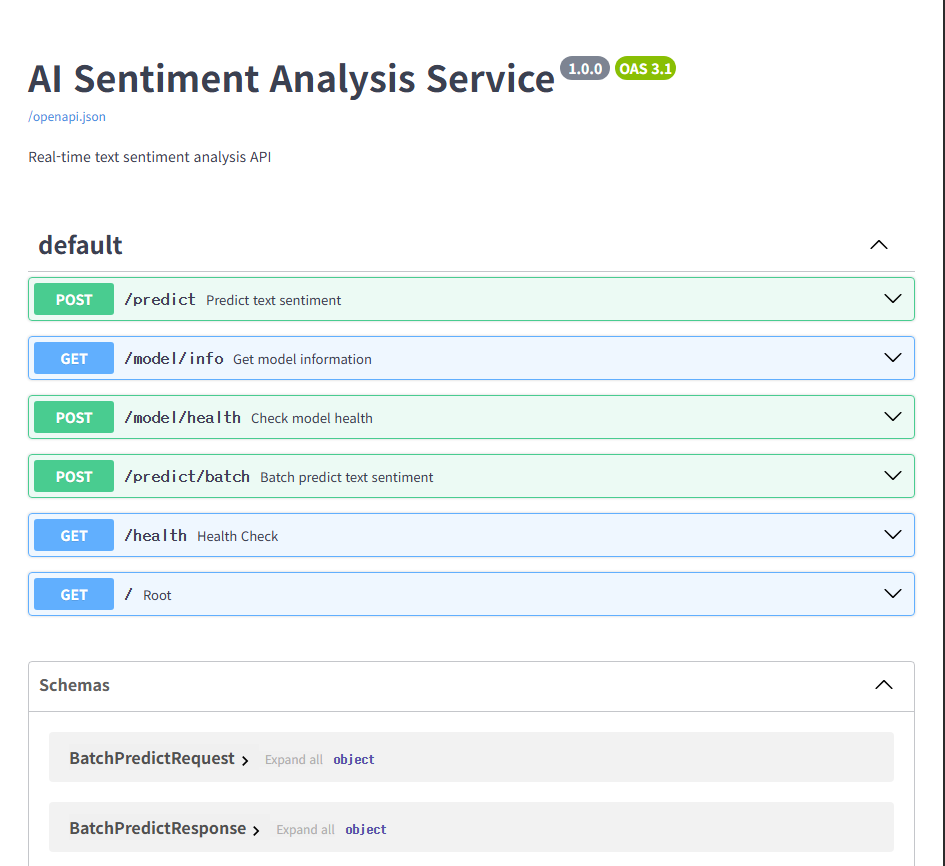 AI Sentiment Analysis Service 1.0.0 OAS 3.1
/openapi.json
Real-time text sentiment analysis API
default
POST /predict Predict text sentiment
GET /model/info Get model information
POST /model/health Check model health
POST /predict/batch Batch predict text sentiment
GET /health Health Check
GET / Root
Schemas
BatchPredictRequest Expand all object
BatchPredictResponse Expand all object